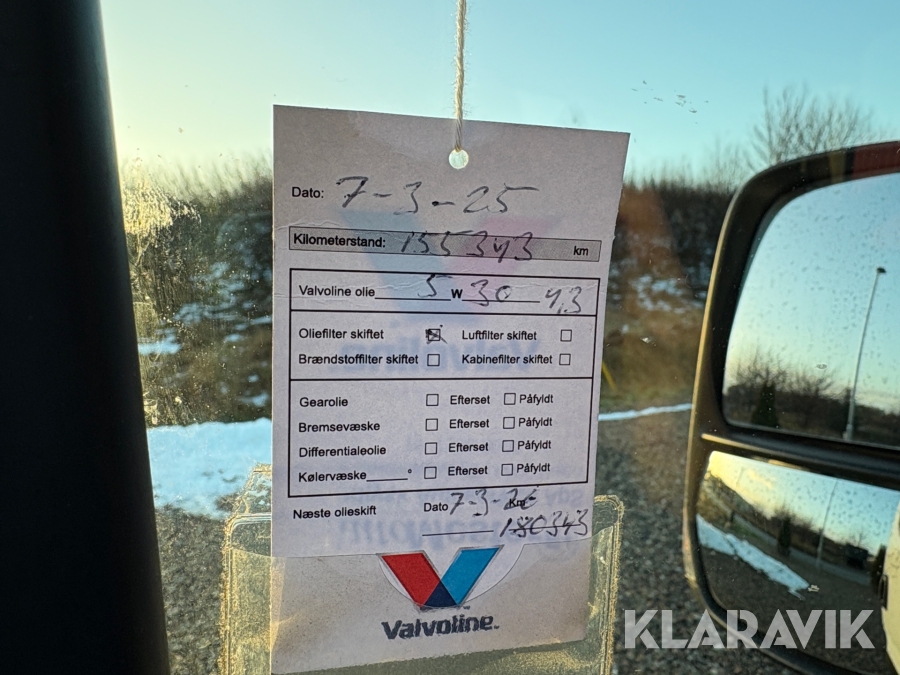 KLARAVIK
Dato: 7-3-25
Kilometerstand: 155343 km
Valvoline olie 5 W 30 4,3
Oliefilter skiftet Luftfilter skiftet
Brændstoffilter skiftet Kabinefilter skiftet
Gearolie Efterset Påfyldt
Bremsevæske Efterset Påfyldt
Differentialeolie Efterset Påfyldt
Kølervæske ° Efterset Påfyldt
Næste olieskift Dato 7-3-26 Km
180343
Valvoline™
KLARAVIK